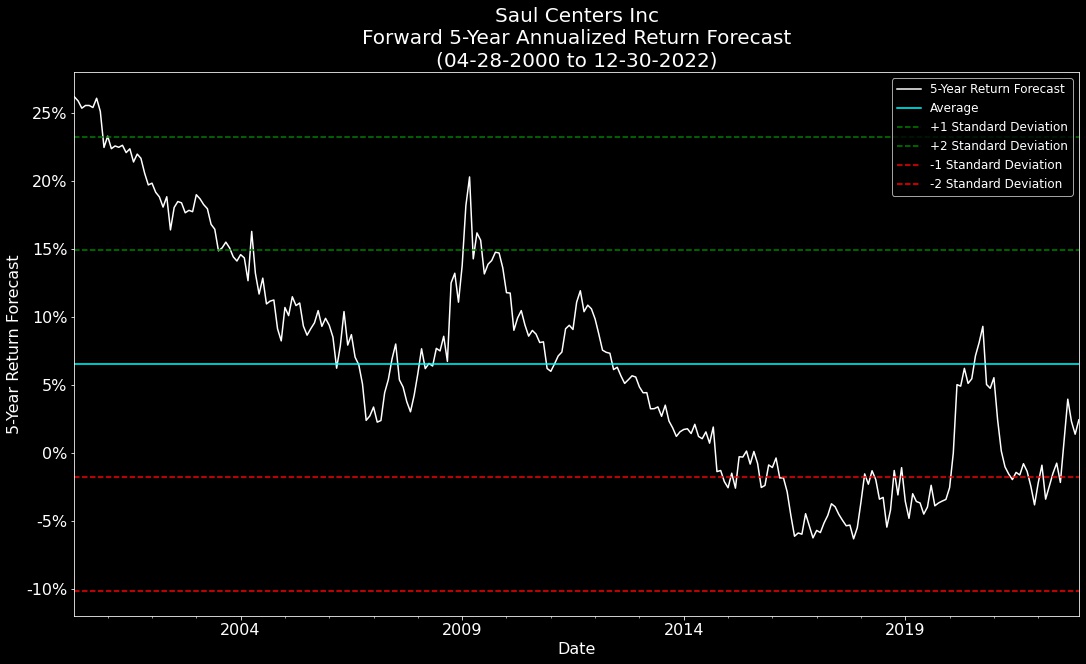 Saul Centers Inc
Forward 5-Year Annualized Return Forecast
(04-28-2000 to 12-30-2022)
5-Year Return Forecast
Average
+1 Standard Deviation
+2 Standard Deviation
-1 Standard Deviation
-2 Standard Deviation
25%
20%
15%
10%
5%
0%
-5%
-10%
5-Year Return Forecast
2004
2009
2014
2019
Date